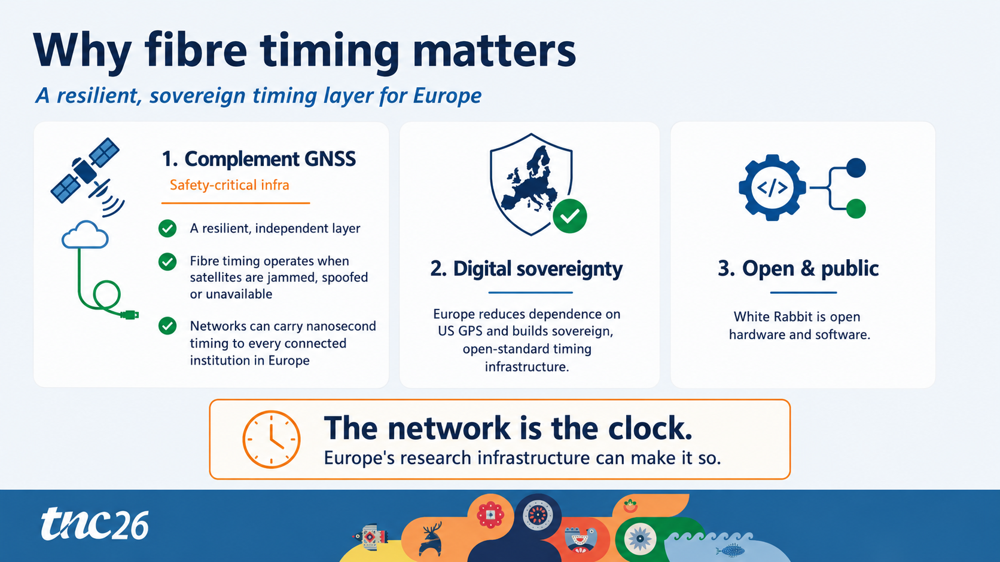 Why fibre timing matters
A resilient, sovereign timing layer for Europe
1. Complement GNSS
Safety-critical infra
A resilient, independent layer
Fibre timing operates when
satellites are jammed, spoofed
or unavailable
Networks can carry nanosecond
timing to every connected
institution in Europe
2. Digital sovereignty
Europe reduces dependence on
US GPS and builds sovereign,
open-standard timing
infrastructure.
</>
3. Open & public
White Rabbit is open
hardware and software.
The network is the clock.
Europe's research infrastructure can make it so.
tnc26